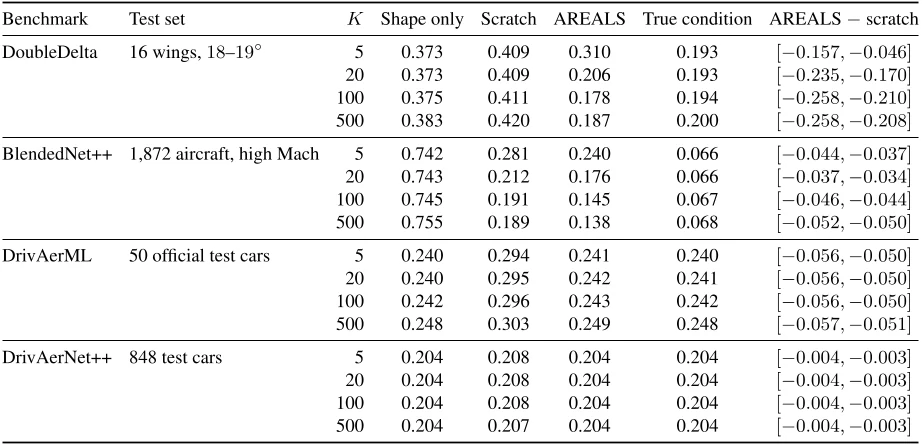 Benchmark Test set K Shape only Scratch AREALS True condition AREALS − scratch
DoubleDelta 16 wings, 18–19° 5 0.373 0.409 0.310 0.193 [−0.157, −0.046]
20 0.373 0.409 0.206 0.193 [−0.235, −0.170]
100 0.375 0.411 0.178 0.194 [−0.258, −0.210]
500 0.383 0.420 0.187 0.200 [−0.258, −0.208]
BlendedNet++ 1,872 aircraft, high Mach 5 0.742 0.281 0.240 0.066 [−0.044, −0.037]
20 0.743 0.212 0.176 0.066 [−0.037, −0.034]
100 0.745 0.191 0.145 0.067 [−0.046, −0.044]
500 0.755 0.189 0.138 0.068 [−0.052, −0.050]
DrivAerML 50 official test cars 5 0.240 0.294 0.241 0.240 [−0.056, −0.050]
20 0.240 0.295 0.242 0.241 [−0.056, −0.050]
100 0.242 0.296 0.243 0.242 [−0.056, −0.050]
500 0.248 0.303 0.249 0.248 [−0.057, −0.051]
DrivAerNet++ 848 test cars 5 0.204 0.208 0.204 0.204 [−0.004, −0.003]
20 0.204 0.208 0.204 0.204 [−0.004, −0.003]
100 0.204 0.208 0.204 0.204 [−0.004, −0.003]
500 0.204 0.207 0.204 0.204 [−0.004, −0.003]